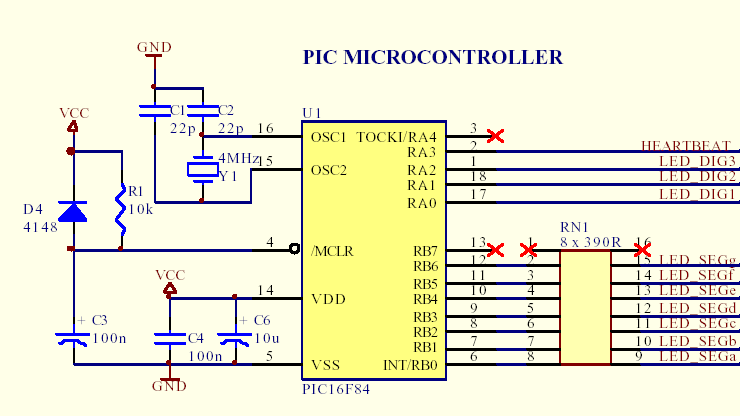 GND
PIC MICROCONTROLLER
VCC
C1
C2
22p
22p
16
U1
OSC1
TOCKI/RA4
3
RA3
2
HEARTBEAT
4MHz
Y1
15
OSC2
RA2
1
LED_DIG3
RA1
18
LED_DIG2
RA0
17
LED_DIG1
R1
10k
D4
4148
RN1
8 x 390R
4
/MCLR
RB7
13
1
16
RB6
12
2
15
LED_SEGg
RB5
11
3
14
LED_SEGf
VCC
14
VDD
RB4
10
4
13
LED_SEGe
+ C3
100n
C4
100n
+ C6
10u
RB3
9
5
12
LED_SEGd
RB2
8
6
11
LED_SEGc
RB1
7
7
10
LED_SEGb
5
VSS
INT/RB0
6
8
9
LED_SEGa
GND
PIC16F84